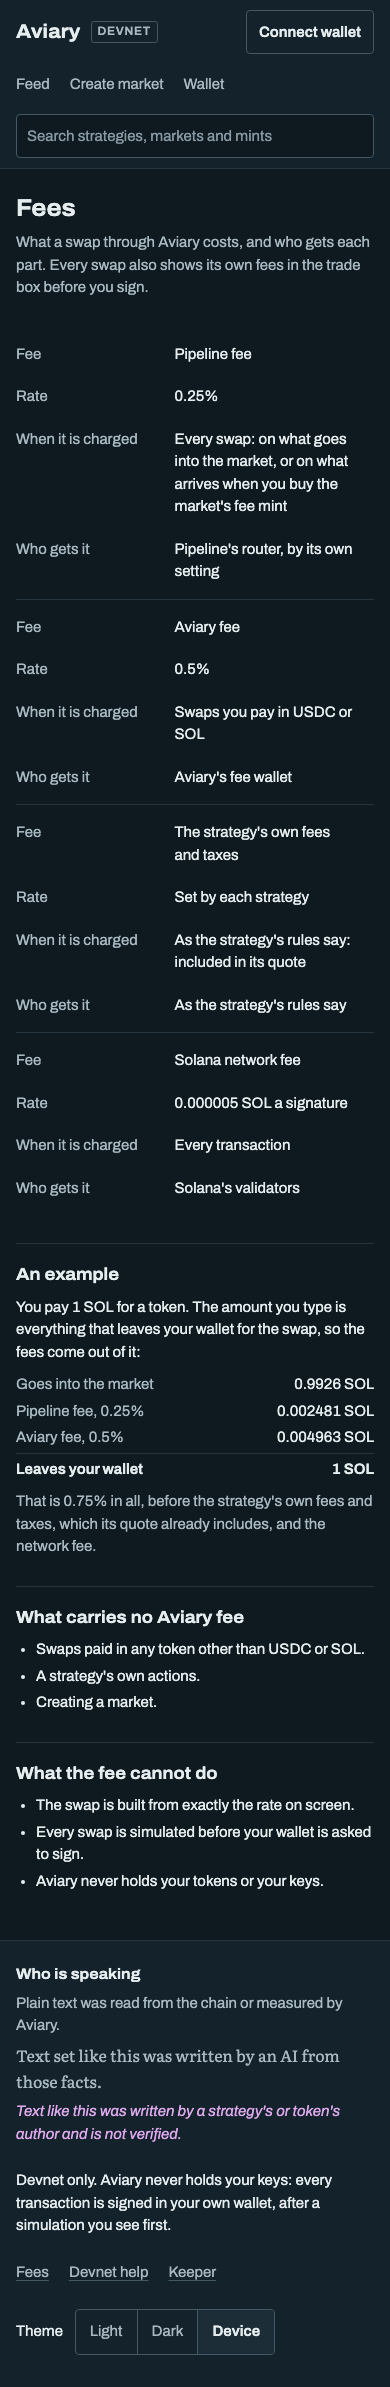 Aviary DEVNET Connect wallet
Feed Create market Wallet
Search strategies, markets and mints
Fees
What a swap through Aviary costs, and who gets each
part. Every swap also shows its own fees in the trade
box before you sign.
Fee Pipeline fee
Rate 0.25%
When it is charged Every swap: on what goes
into the market, or on what
arrives when you buy the
market's fee mint
Who gets it Pipeline's router, by its own
setting
Fee Aviary fee
Rate 0.5%
When it is charged Swaps you pay in USDC or
SOL
Who gets it Aviary's fee wallet
Fee The strategy's own fees
and taxes
Rate Set by each strategy
When it is charged As the strategy's rules say:
included in its quote
Who gets it As the strategy's rules say
Fee Solana network fee
Rate 0.000005 SOL a signature
When it is charged Every transaction
Who gets it Solana's validators
An example
You pay 1 SOL for a token. The amount you type is
everything that leaves your wallet for the swap, so the
fees come out of it:
Goes into the market 0.9926 SOL
Pipeline fee, 0.25% 0.002481 SOL
Aviary fee, 0.5% 0.004963 SOL
Leaves your wallet 1 SOL
That is 0.75% in all, before the strategy's own fees and
taxes, which its quote already includes, and the
network fee.
What carries no Aviary fee
• Swaps paid in any token other than USDC or SOL.
• A strategy's own actions.
• Creating a market.
What the fee cannot do
• The swap is built from exactly the rate on screen.
• Every swap is simulated before your wallet is asked
to sign.
• Aviary never holds your tokens or your keys.
Who is speaking
Plain text was read from the chain or measured by
Aviary.
Text set like this was written by an AI from
those facts.
Text like this was written by a strategy's or token's
author and is not verified.
Devnet only. Aviary never holds your keys: every
transaction is signed in your own wallet, after a
simulation you see first.
Fees Devnet help Keeper
Theme Light Dark Device